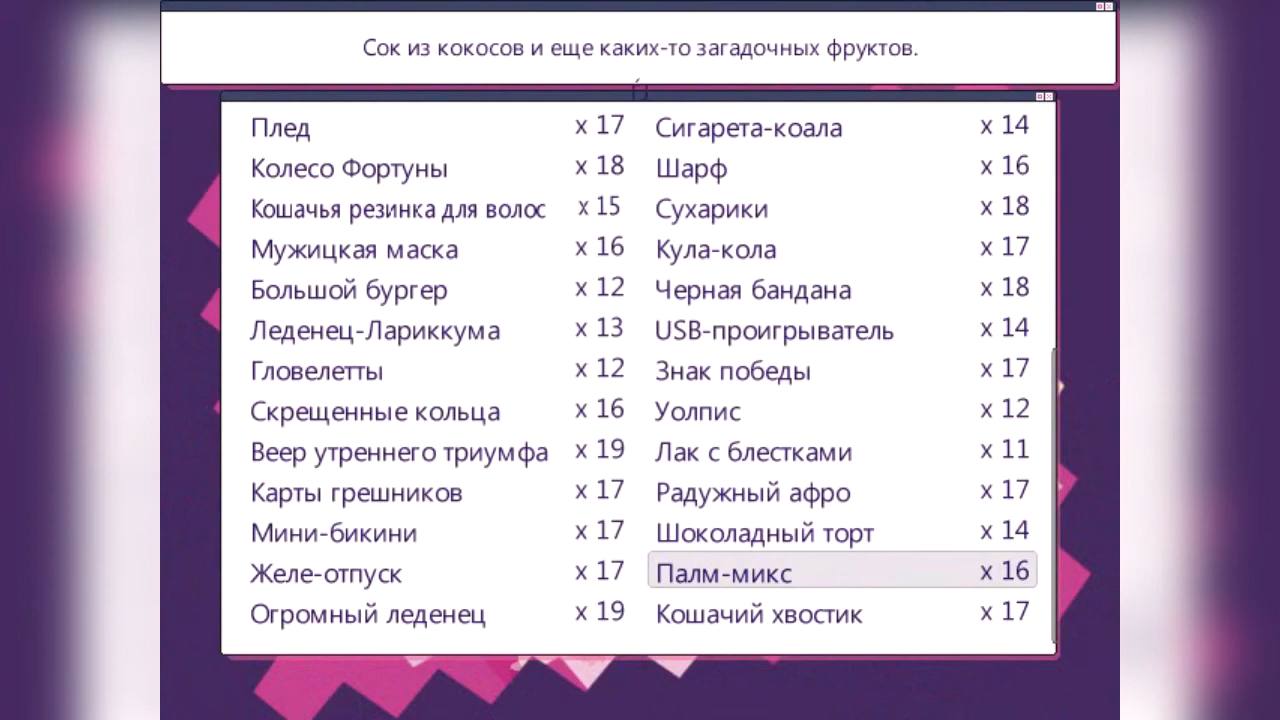 Сок из кокосов и еще каких-то загадочных фруктов.
Плед x 17 Сигарета-коала x 14
Колесо Фортуны x 18 Шарф x 16
Кошачья резинка для волос x 15 Сухарики x 18
Мужицкая маска x 16 Кула-кола x 17
Большой бургер x 12 Черная бандана x 18
Леденец-Лариккума x 13 USB-проигрыватель x 14
Гловелетты x 12 Знак победы x 17
Скрещенные кольца x 16 Уолпис x 12
Веер утреннего триумфа x 19 Лак с блестками x 11
Карты грешников x 17 Радужный афро x 17
Мини-бикини x 17 Шоколадный торт x 14
Желе-отпуск x 17 Палм-микс x 16
Огромный леденец x 19 Кошачий хвостик x 17